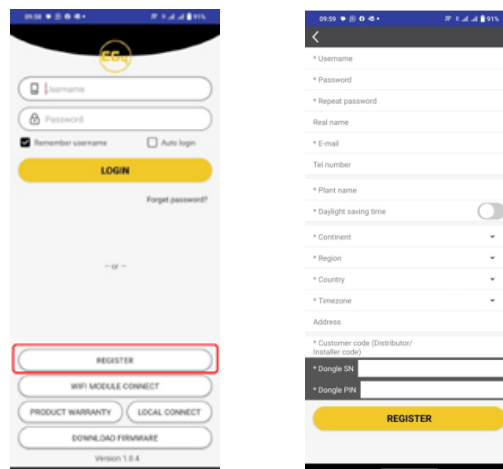 09:58
91%
EG4
Username
Password
Remember username
Auto login
LOGIN
Forget password?
-- or --
REGISTER
WIFI MODULE CONNECT
PRODUCT WARRANTY
LOCAL CONNECT
DOWNLOAD FIRMWARE
Version 1.0.4
09:59
91%
* Username
* Password
* Repeat password
Real name
* E-mail
Tel number
* Plant name
* Daylight saving time
* Continent
* Region
* Country
* Timezone
Address
* Customer code (Distributor/
Installer code)
* Dongle SN
* Dongle PIN
REGISTER